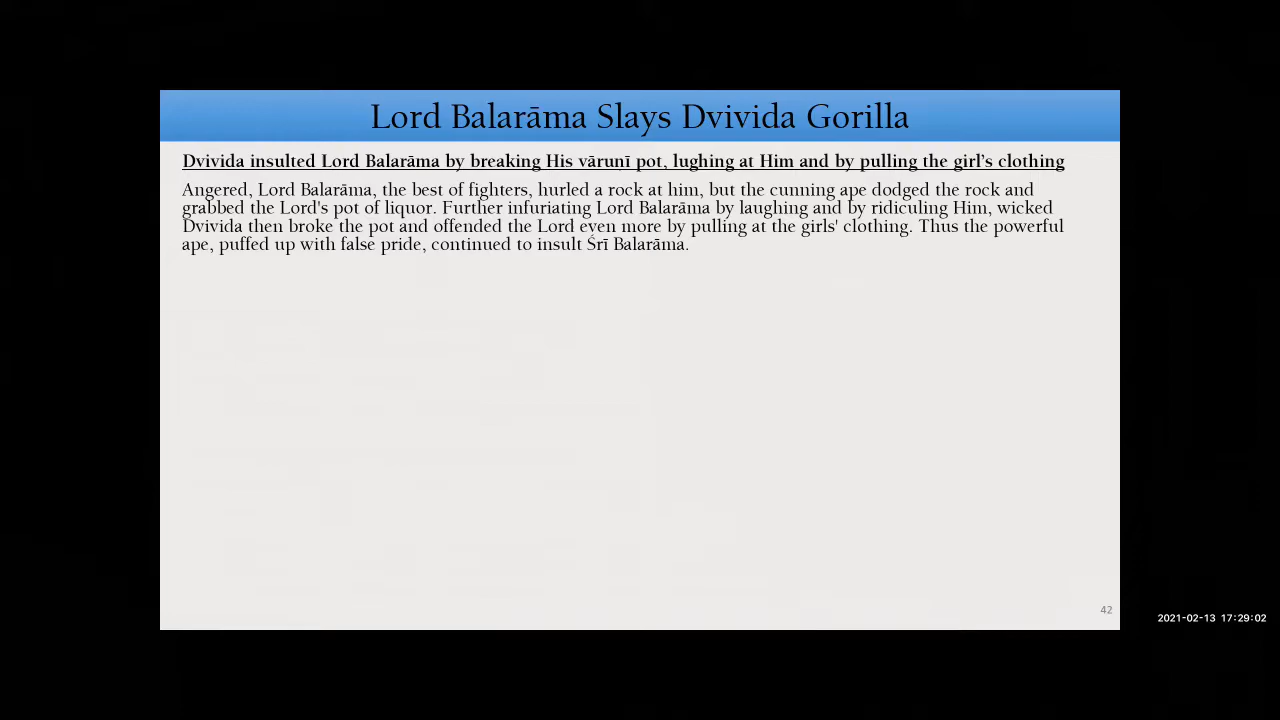 Lord Balarāma Slays Dvivida Gorilla
Dvivida insulted Lord Balarāma by breaking His vāruṇī pot, lughing at Him and by pulling the girl’s clothing
Angered, Lord Balarāma, the best of fighters, hurled a rock at him, but the cunning ape dodged the rock and
grabbed the Lord's pot of liquor. Further infuriating Lord Balarāma by laughing and by ridiculing Him, wicked
Dvivida then broke the pot and offended the Lord even more by pulling at the girls' clothing. Thus the powerful
ape, puffed up with false pride, continued to insult Śrī Balarāma.
42
2021-02-13 17:29:02